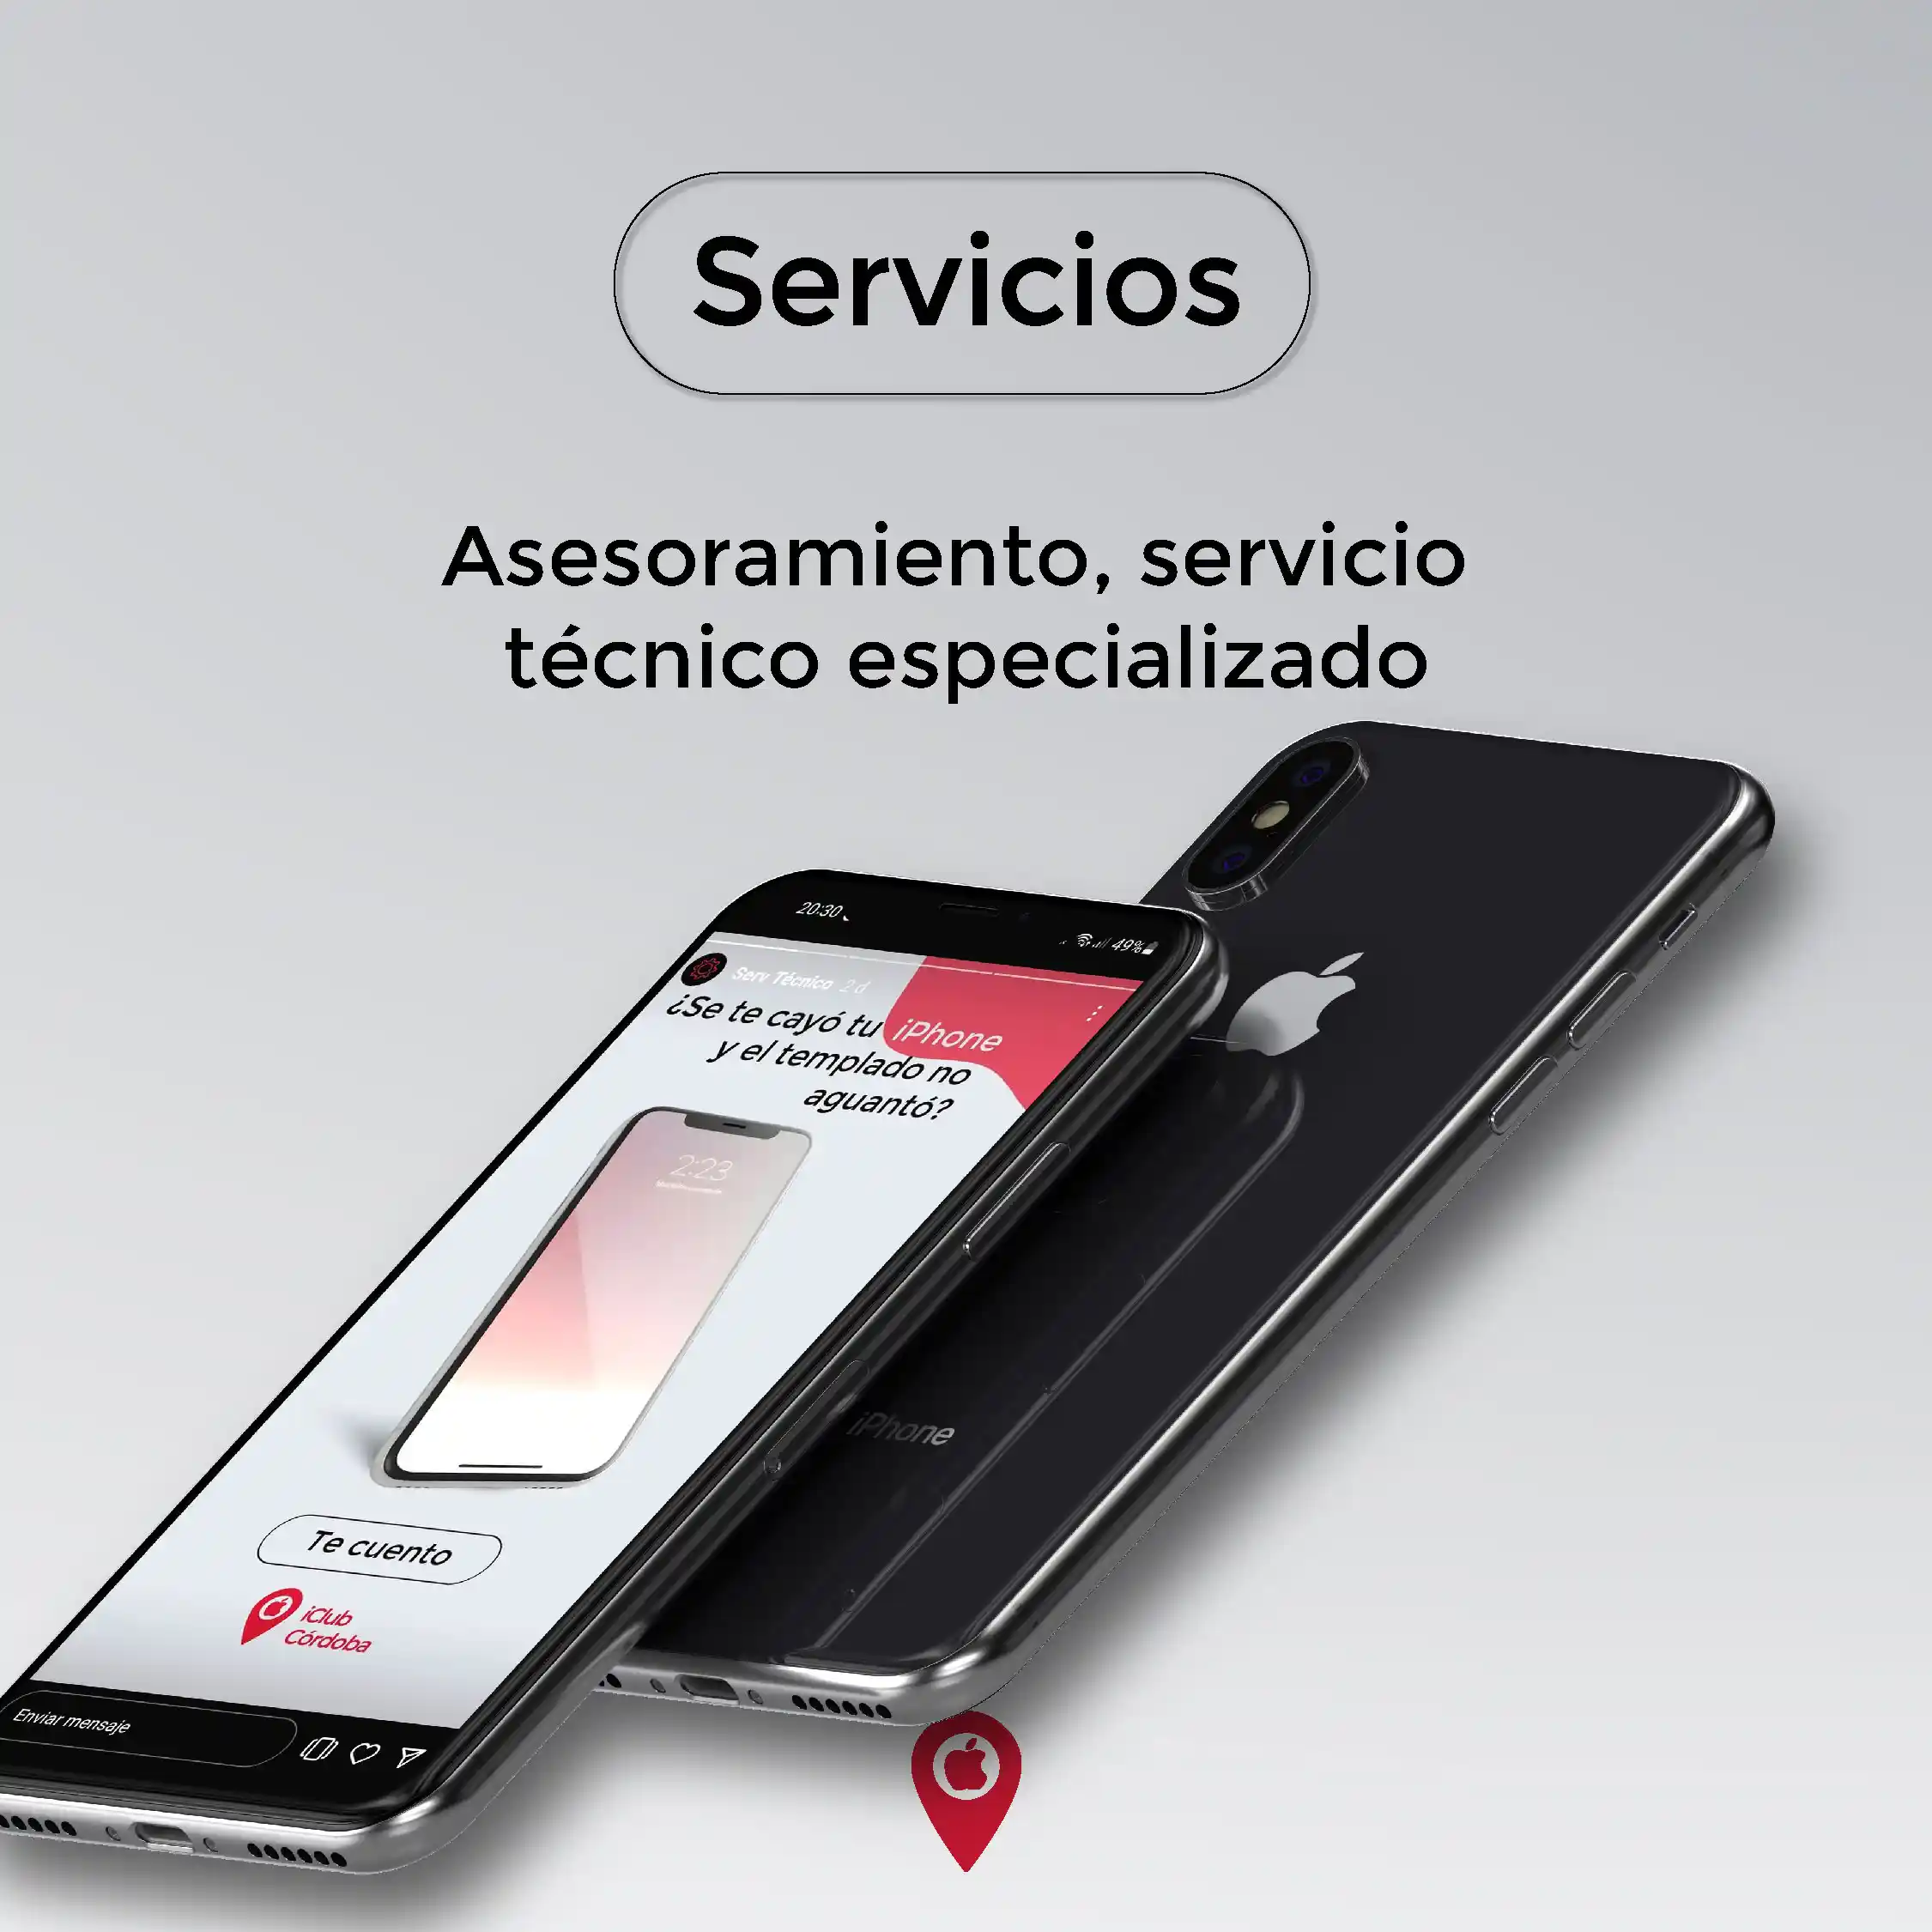 Servicios
Asesoramiento, servicio
técnico especializado
20:30
49%
Serv Técnico 2 d
¿Se te cayó tu iPhone
y el templado no
aguantó?
2:23
Te cuento
iClub
Córdoba
Enviar mensaje
iPhone